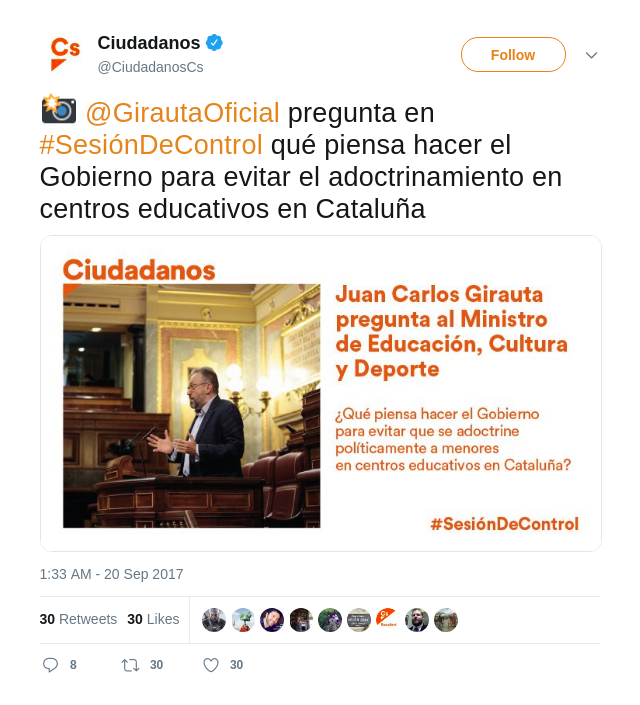 Cs
Ciudadanos
@CiudadanosCs
Follow
@GirautaOficial pregunta en
#SesiónDeControl qué piensa hacer el
Gobierno para evitar el adoctrinamiento en
centros educativos en Cataluña
Ciudadanos
Juan Carlos Girauta
pregunta al Ministro
de Educación, Cultura
y Deporte
¿Qué piensa hacer el Gobierno
para evitar que se adoctrine
políticamente a menores
en centros educativos en Cataluña?
#SesiónDeControl
1:33 AM - 20 Sep 2017
30 Retweets 30 Likes
Cs
8 30 30